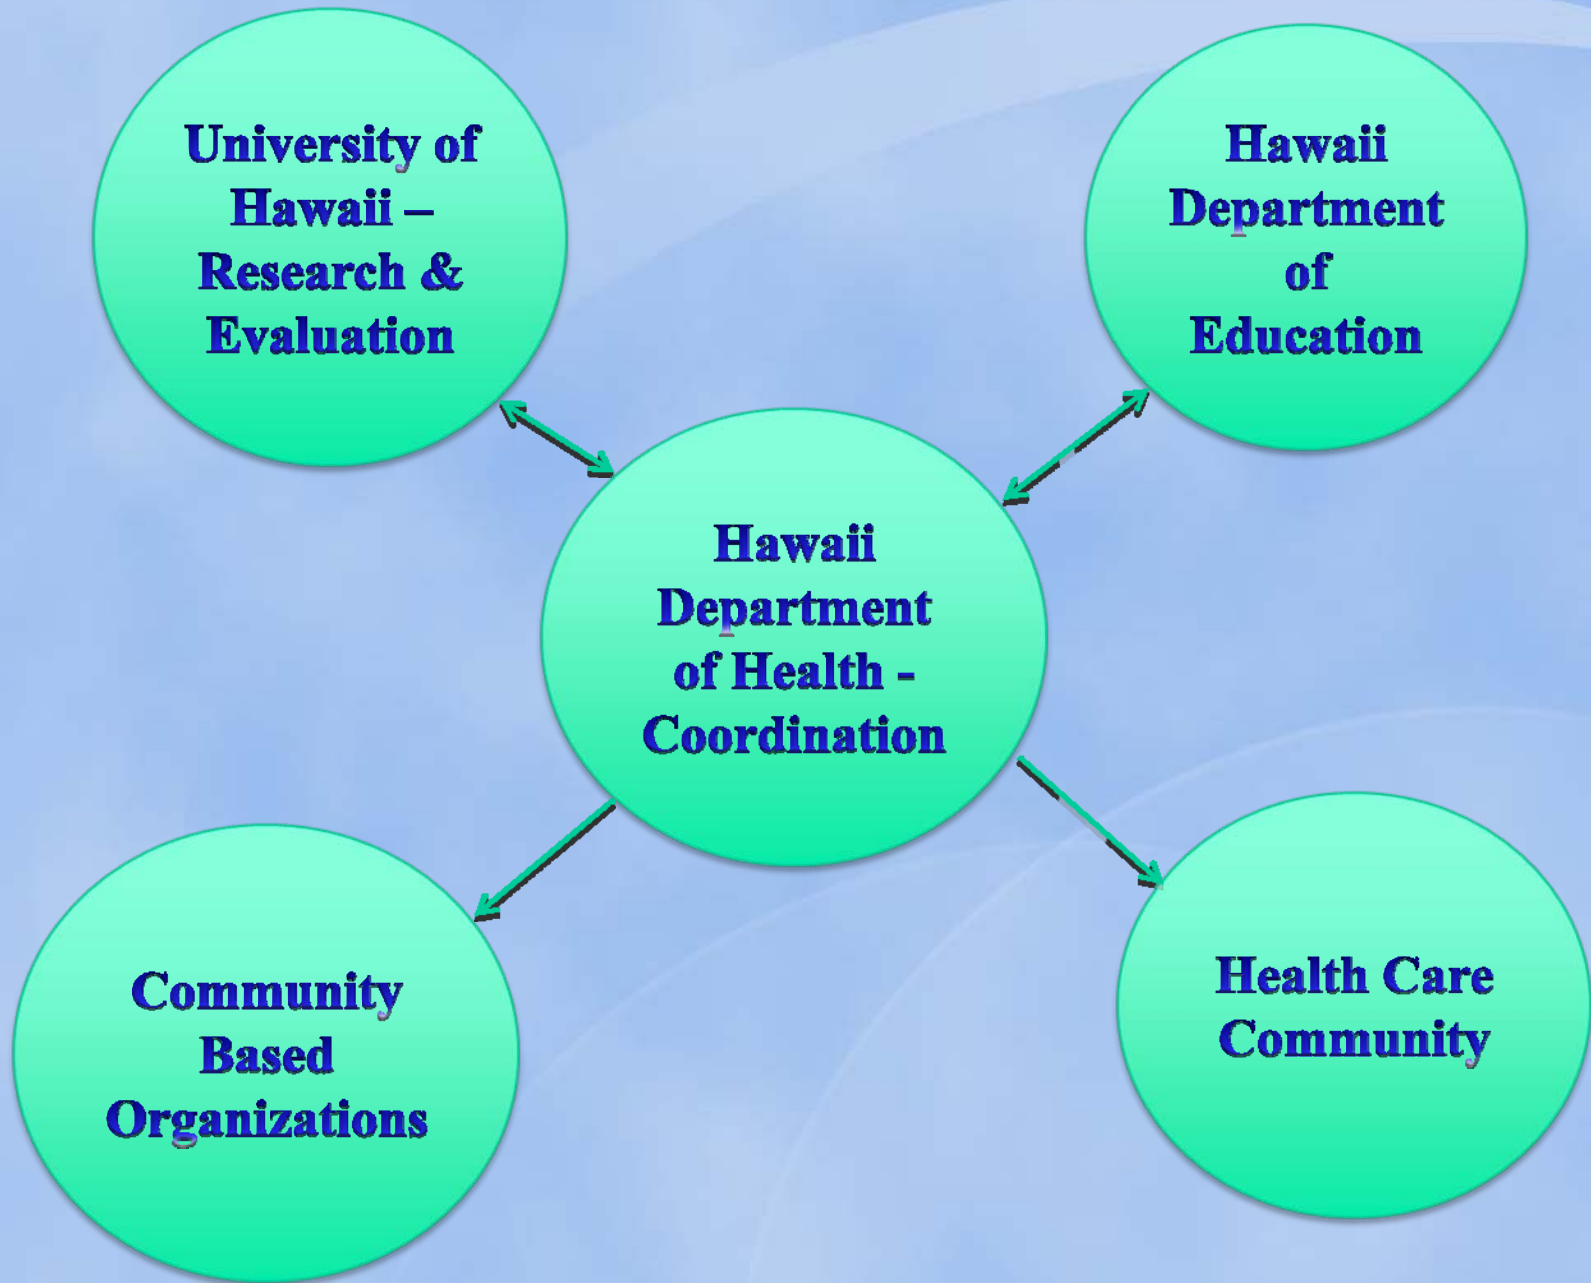 University of
Hawaii –
Research &
Evaluation
Hawaii
Department
of
Education
Hawaii
Department
of Health -
Coordination
Community
Based
Organizations
Health Care
Community